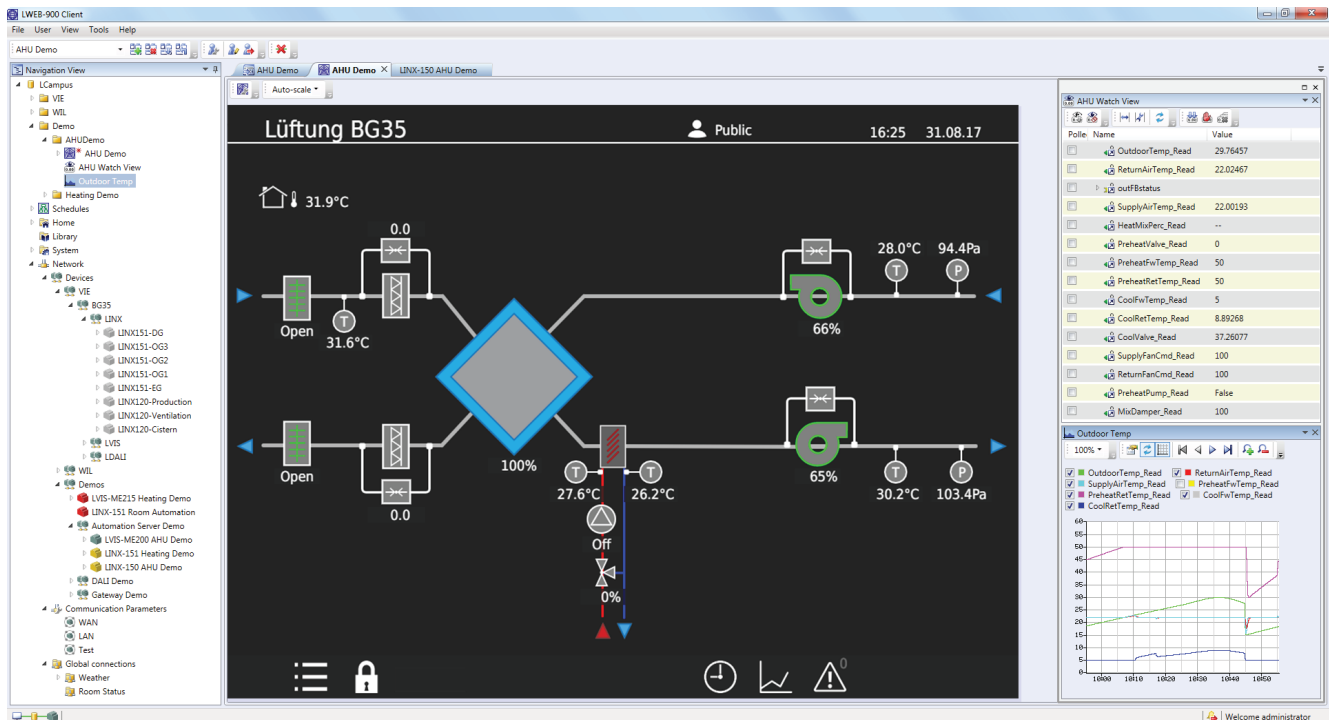 LWEB-900 Client
File User View Tools Help
AHU Demo
Navigation View
LCampus
VIE
WIL
Demo
AHUDemo
AHU Demo
AHU Watch View
Outdoor Temp
Heating Demo
Schedules
Home
Library
System
Network
Devices
VIE
BG35
LINX
LINX151-DG
LINX151-OG3
LINX151-OG2
LINX151-OG1
LINX151-EG
LINX120-Production
LINX120-Ventilation
LINX120-Cistern
LVIS
LDALI
WIL
Demos
LVIS-ME215 Heating Demo
LINX-151 Room Automation
Automation Server Demo
LVIS-ME200 AHU Demo
LINX-151 Heating Demo
LINX-150 AHU Demo
DALI Demo
Gateway Demo
Communication Parameters
WAN
LAN
Test
Global connections
Weather
Room Status
AHU Demo AHU Demo LINX-150 AHU Demo
Auto-scale
Lüftung BG35 Public 16:25 31.08.17
31.9°C
0.0
28.0°C 94.4Pa
T P
Open T 66%
31.6°C
Open 100% 65%
T T T P
27.6°C 26.2°C 30.2°C 103.4Pa
0.0
Off
0%
0
AHU Watch View
Polle Name Value
OutdoorTemp_Read 29.76457
ReturnAirTemp_Read 22.02467
outFBstatus
SupplyAirTemp_Read 22.00193
HeatMixPerc_Read --
PreheatValve_Read 0
PreheatFwTemp_Read 50
PreheatRetTemp_Read 50
CoolFwTemp_Read 5
CoolRetTemp_Read 8.89268
CoolValve_Read 37.26077
SupplyFanCmd_Read 100
ReturnFanCmd_Read 100
PreheatPump_Read False
MixDamper_Read 100
Outdoor Temp
100%
OutdoorTemp_Read ReturnAirTemp_Read
SupplyAirTemp_Read PreheatFwTemp_Read
PreheatRetTemp_Read CoolFwTemp_Read
CoolRetTemp_Read
60
55
50
45
40
35
30
25
20
15
10
5
0
10:00 10:10 10:20 10:30 10:40 10:50
Welcome administrator